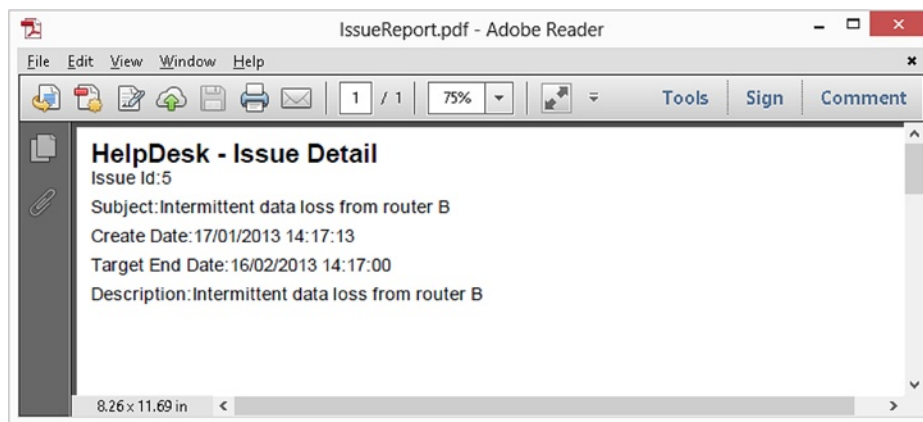 IssueReport.pdf - Adobe Reader
File Edit View Window Help
1 / 1 75% Tools Sign Comment
HelpDesk - Issue Detail
Issue Id:5
Subject:Intermittent data loss from router B
Create Date:17/01/2013 14:17:13
Target End Date:16/02/2013 14:17:00
Description:Intermittent data loss from router B
8.26 x 11.69 in